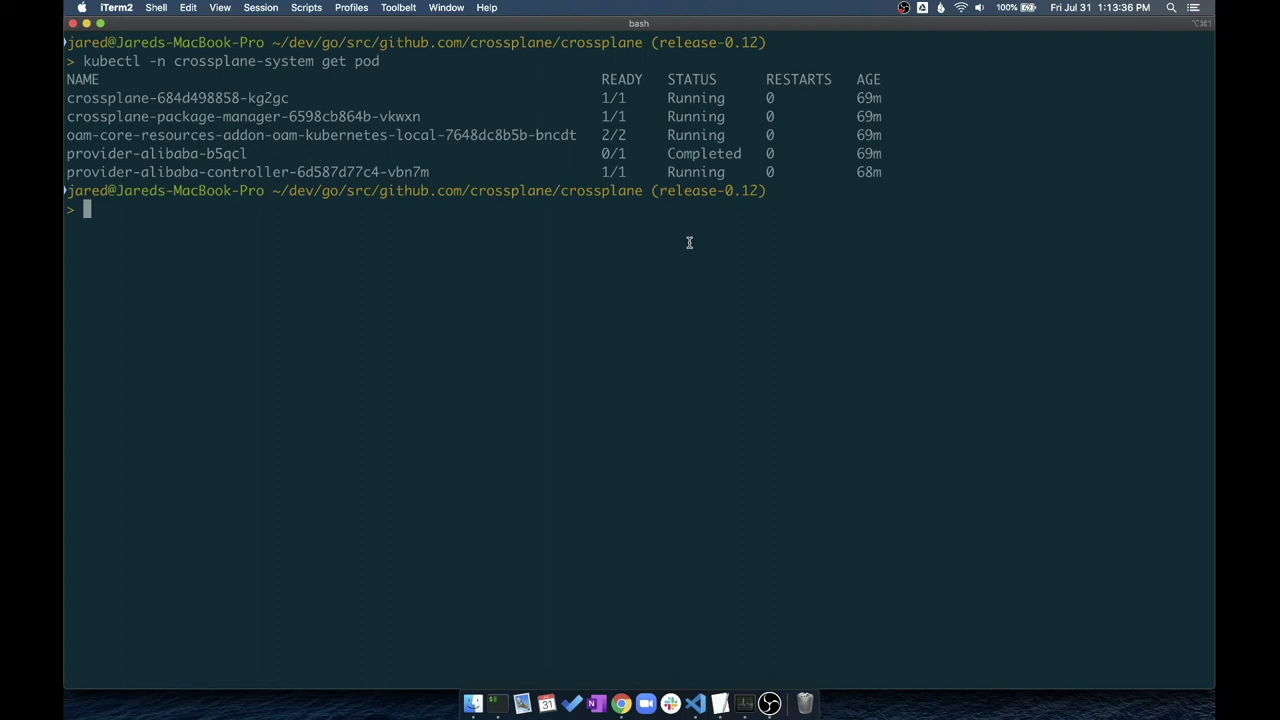 iTerm2 Shell Edit View Session Scripts Profiles Toolbelt Window Help 100% Fri Jul 31 1:13:36 PM
bash ⌥⌘1
jared@Jareds-MacBook-Pro ~/dev/go/src/github.com/crossplane/crossplane (release-0.12)
> kubectl -n crossplane-system get pod
NAME READY STATUS RESTARTS AGE
crossplane-684d498858-kg2gc 1/1 Running 0 69m
crossplane-package-manager-6598cb864b-vkwxn 1/1 Running 0 69m
oam-core-resources-addon-oam-kubernetes-local-7648dc8b5b-bncdt 2/2 Running 0 69m
provider-alibaba-b5qcl 0/1 Completed 0 69m
provider-alibaba-controller-6d587d77c4-vbn7m 1/1 Running 0 68m
jared@Jareds-MacBook-Pro ~/dev/go/src/github.com/crossplane/crossplane (release-0.12)
>
31